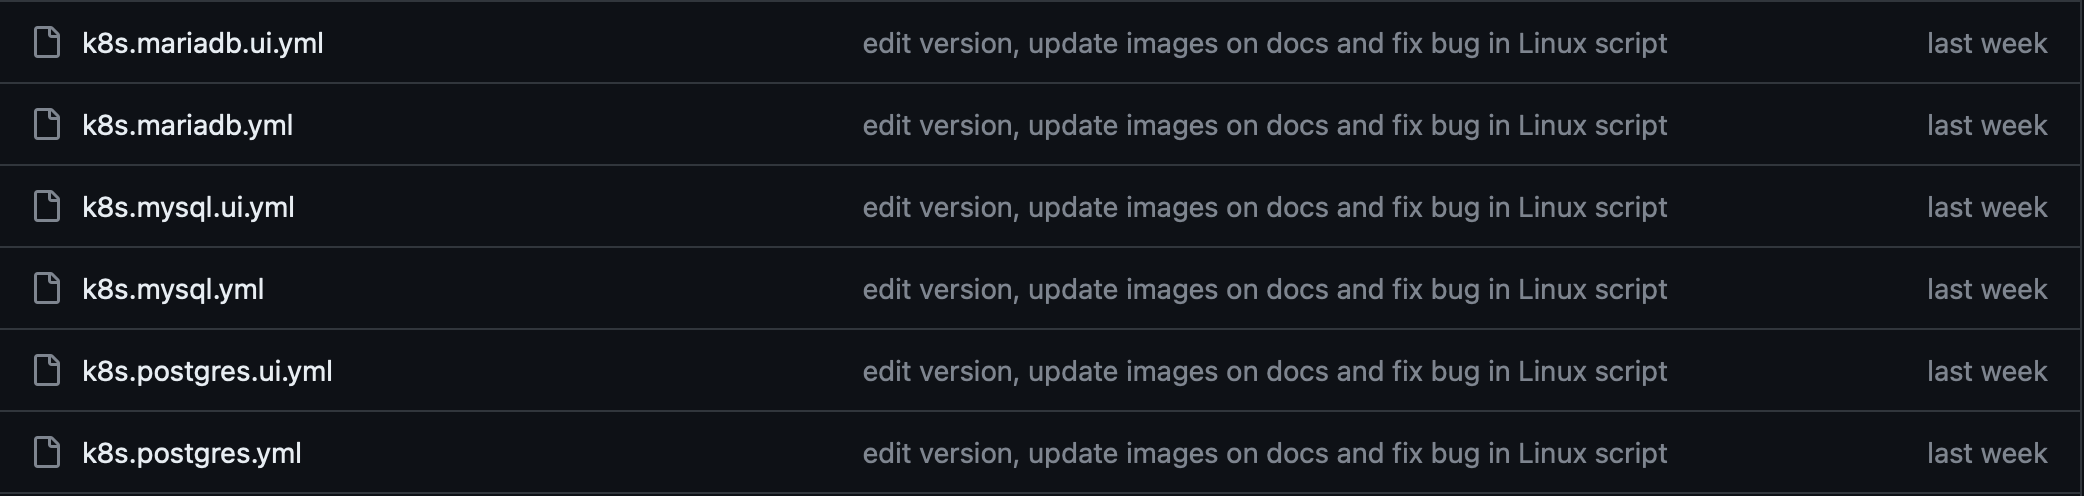 k8s.mariadb.ui.yml edit version, update images on docs and fix bug in Linux script last week
k8s.mariadb.yml edit version, update images on docs and fix bug in Linux script last week
k8s.mysql.ui.yml edit version, update images on docs and fix bug in Linux script last week
k8s.mysql.yml edit version, update images on docs and fix bug in Linux script last week
k8s.postgres.ui.yml edit version, update images on docs and fix bug in Linux script last week
k8s.postgres.yml edit version, update images on docs and fix bug in Linux script last week